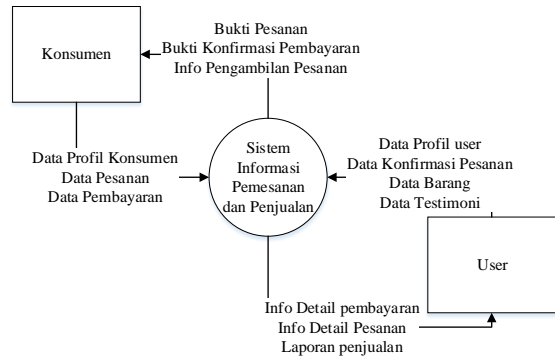 Bukti Pesanan
Bukti Konfirmasi Pembayaran
Info Pengambilan Pesanan
Konsumen
Data Profil Konsumen
Data Pesanan
Data Pembayaran
Sistem
Informasi
Pemesanan
dan Penjualan
Data Profil user
Data Konfirmasi Pesanan
Data Barang
Data Testimoni
User
Info Detail pembayaran
Info Detail Pesanan
Laporan penjualan